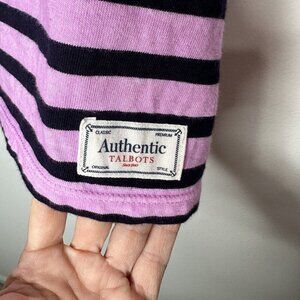 CLASSIC PREMIUM
Authentic
TALBOTS
Since 1947
ORIGINAL STYLE